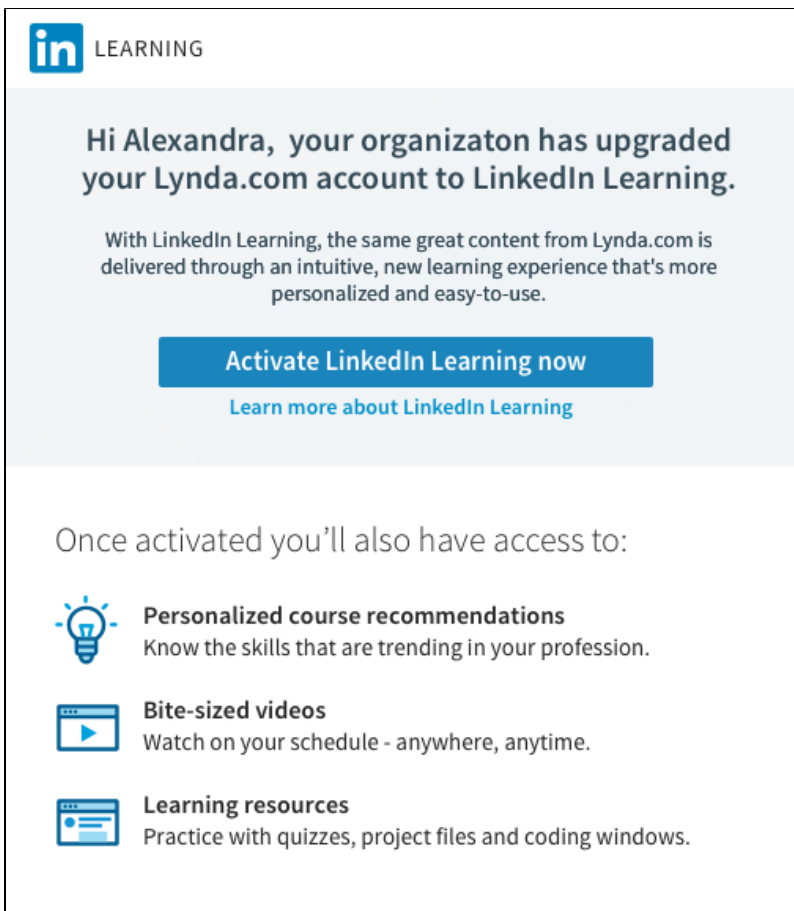 in LEARNING
Hi Alexandra, your organizaton has upgraded
your Lynda.com account to LinkedIn Learning.
With LinkedIn Learning, the same great content from Lynda.com is
delivered through an intuitive, new learning experience that's more
personalized and easy-to-use.
Activate LinkedIn Learning now
Learn more about LinkedIn Learning
Once activated you’ll also have access to:
Personalized course recommendations
Know the skills that are trending in your profession.
Bite-sized videos
Watch on your schedule - anywhere, anytime.
Learning resources
Practice with quizzes, project files and coding windows.